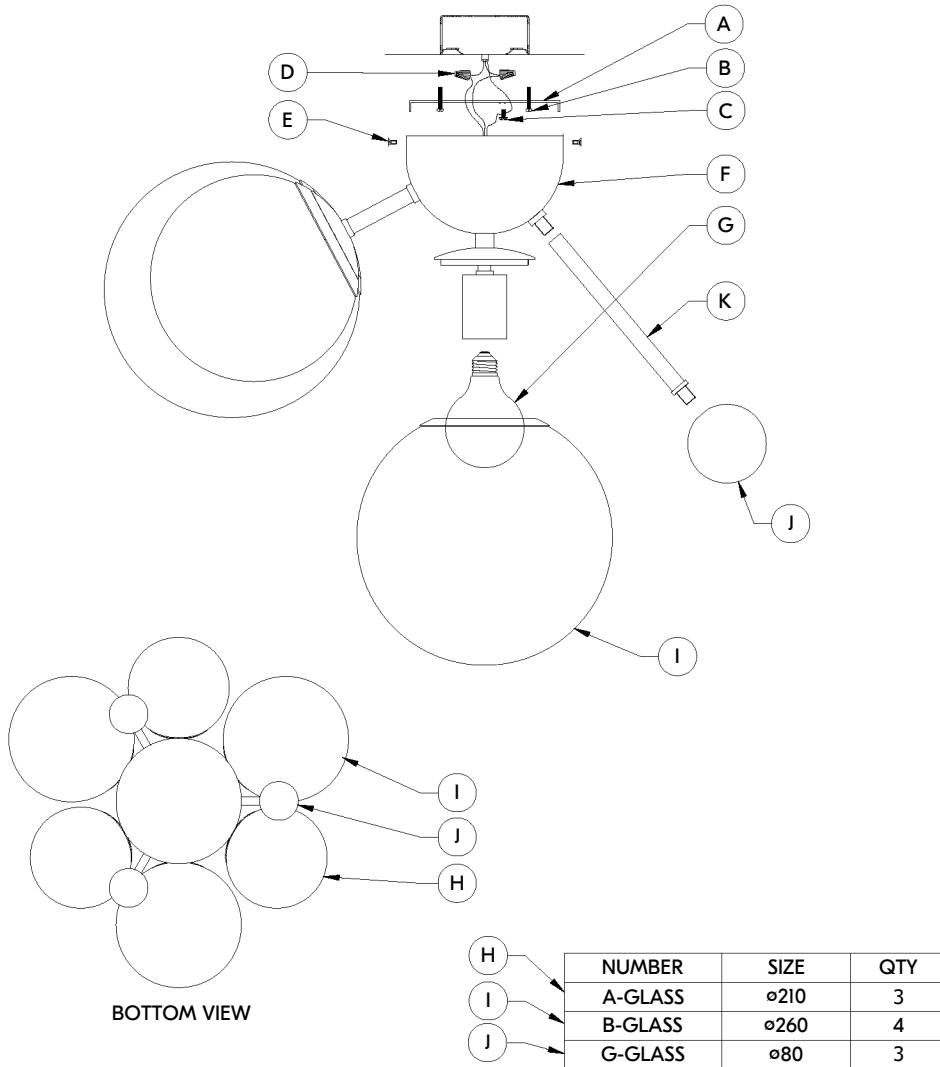 A
D
B
C
E
F
G
K
J
I
I
J
H
BOTTOM VIEW
H
I
J
NUMBER SIZE QTY
A-GLASS ø210 3
B-GLASS ø260 4
G-GLASS ø80 3